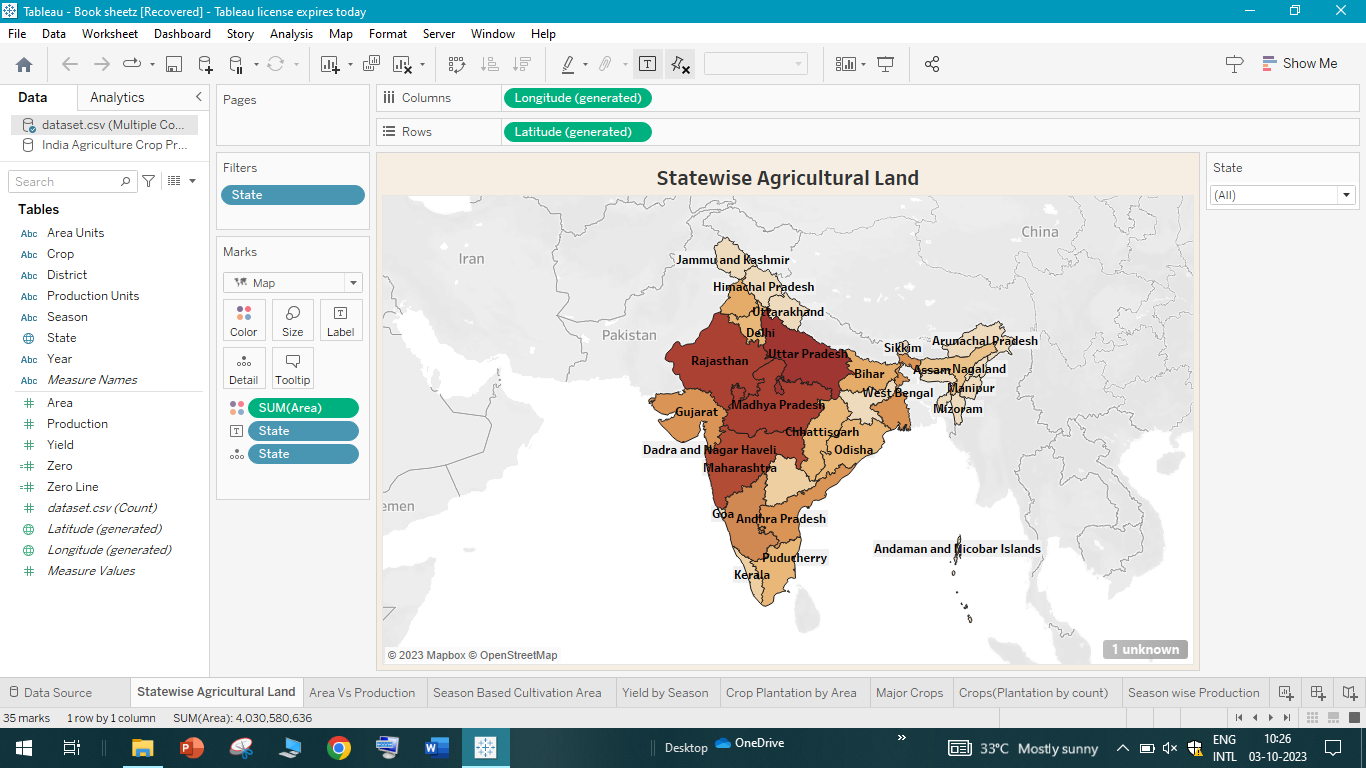 Tableau - Book sheetz [Recovered] - Tableau license expires today
File Data Worksheet Dashboard Story Analysis Map Format Server Window Help
Show Me
Data Analytics
dataset.csv (Multiple Co...
India Agriculture Crop Pr...
Search
Tables
Abc Area Units
Abc Crop
Abc District
Abc Production Units
Abc Season
State
Abc Year
Abc Measure Names
Area
Production
Yield
Zero
Zero Line
dataset.csv (Count)
Latitude (generated)
Longitude (generated)
Measure Values
Pages
Filters
State
Marks
Map
Color Size Label
Detail Tooltip
SUM(Area)
State
State
Columns Longitude (generated)
Rows Latitude (generated)
Statewise Agricultural Land
China
Iran
Jammu and Kashmir
Himachal Pradesh
Uttarakhand
Pakistan
Delhi
Arunachal Pradesh
Sikkim
Uttar Pradesh
Rajasthan
Assam Nagaland
Bihar
Manipur
West Bengal
Madhya Pradesh
Mizoram
Gujarat
Chhattisgarh
Dadra and Nagar Haveli
Odisha
Maharashtra
emen
Goa
Andhra Pradesh
Andaman and Nicobar Islands
Puducherry
Kerala
© 2023 Mapbox © OpenStreetMap
1 unknown
State
(All)
Data Source Statewise Agricultural Land Area Vs Production Season Based Cultivation Area Yield by Season Crop Plantation by Area Major Crops Crops(Plantation by count) Season wise Production
35 marks 1 row by 1 column SUM(Area): 4,030,580,636
Desktop OneDrive » 33°C Mostly sunny
ENG
INTL
10:26
03-10-2023